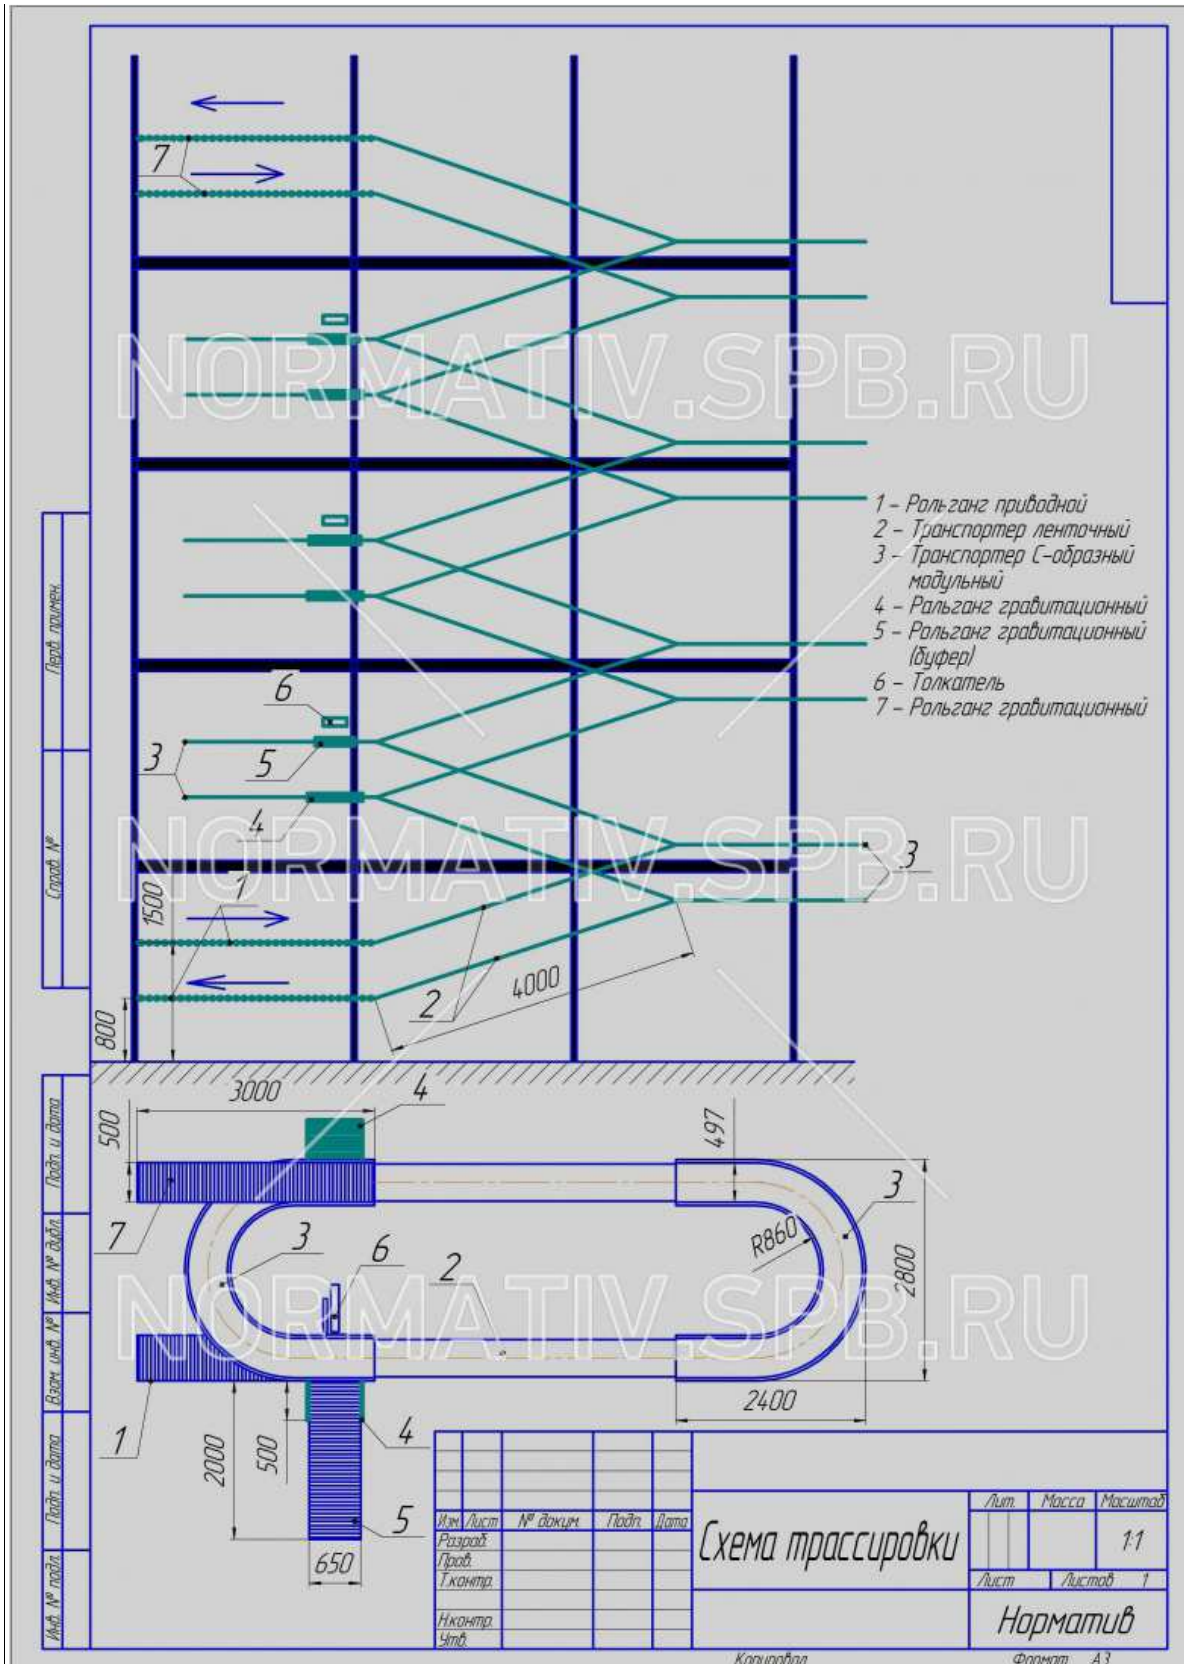 7
NORMATIV.SPB.RU
1 - Рольганг приводной
2 - Транспортер ленточный
3 - Транспортер С-образный
модульный
4 - Ральганг гравитационный
5 - Рольганг гравитационный
(буфер)
6 - Толкатель
7 - Рольганг гравитационный
6
3
5
4
NORMATIV.SPB.RU
3
1
1500
4000
2
800
3000
4
500
497
3
7
3
6
2
R860
2800
NORMATIV.SPB.RU
2400
1
2000
500
4
5
650
Перв. примен.
Справ. №
Подп. и дата
Инв. № дубл.
Взам. инв. №
Подп. и дата
Инв. № подл.
Изм. Лист № докум. Подп. Дата
Разраб.
Пров.
Т.контр.
Н.контр.
Утв.
Схема трассировки
Лит. Масса Масштаб
1:1
Лист Листов 1
Норматив
Копировал Формат А3